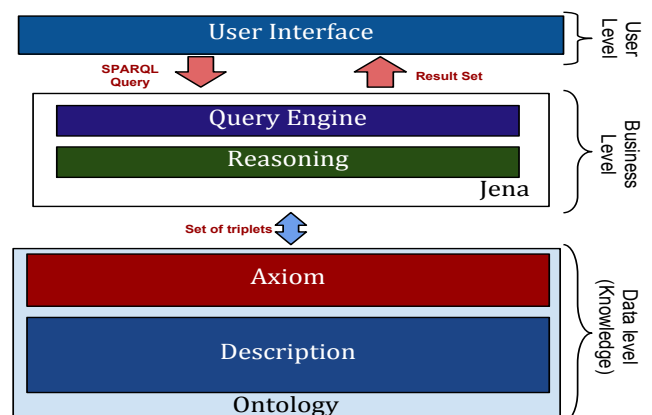 User Interface
User
Level
SPARQL
Query
Result Set
Query Engine
Reasoning
Jena
Business
Level
Set of triplets
Axiom
Description
Ontology
Data level
(Knowledge)